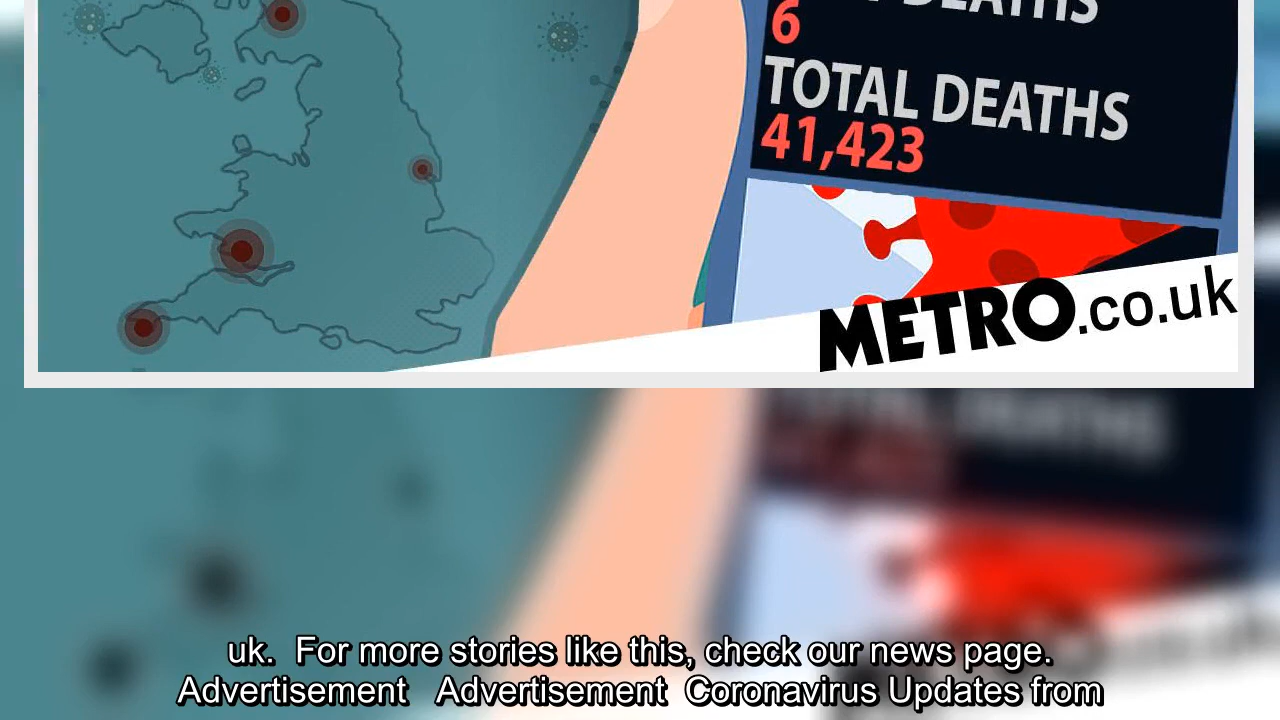 DEATHS
6
TOTAL DEATHS
41,423
METRO.co.uk
uk.  For more stories like this, check our news page.
Advertisement   Advertisement  Coronavirus Updates from